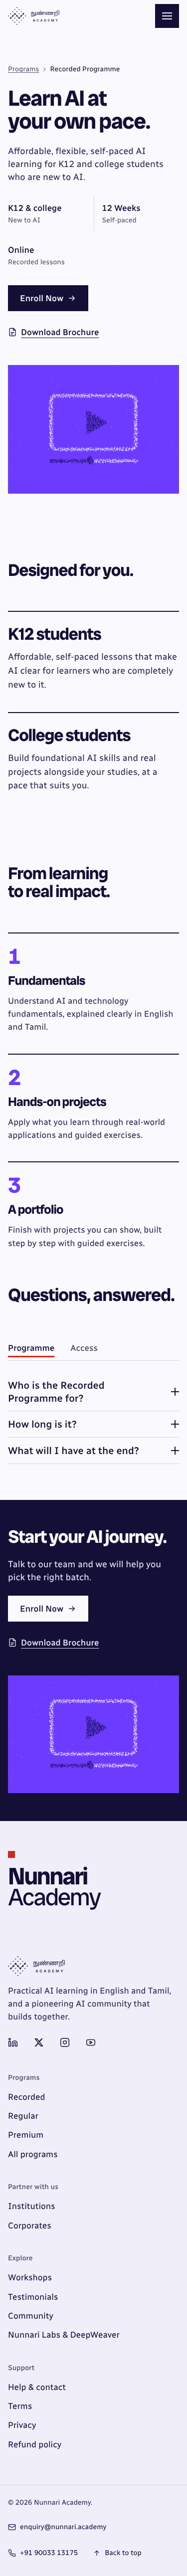 நுண்ணறி
ACADEMY
Programs > Recorded Programme
Learn AI at
your own pace.
Affordable, flexible, self-paced AI
learning for K12 and college students
who are new to AI.
K12 & college
New to AI
12 Weeks
Self-paced
Online
Recorded lessons
Enroll Now →
Download Brochure
Designed for you.
K12 students
Affordable, self-paced lessons that make
AI clear for learners who are completely
new to it.
College students
Build foundational AI skills and real
projects alongside your studies, at a
pace that suits you.
From learning
to real impact.
1
Fundamentals
Understand AI and technology
fundamentals, explained clearly in English
and Tamil.
2
Hands-on projects
Apply what you learn through real-world
applications and guided exercises.
3
A portfolio
Finish with projects you can show, built
step by step with guided exercises.
Questions, answered.
Programme Access
Who is the Recorded
Programme for?
How long is it?
What will I have at the end?
Start your AI journey.
Talk to our team and we will help you
pick the right batch.
Enroll Now →
Download Brochure
Nunnari
Academy
நுண்ணறி
ACADEMY
Practical AI learning in English and Tamil,
and a pioneering AI community that
builds together.
Programs
Recorded
Regular
Premium
All programs
Partner with us
Institutions
Corporates
Explore
Workshops
Testimonials
Community
Nunnari Labs & DeepWeaver
Support
Help & contact
Terms
Privacy
Refund policy
© 2026 Nunnari Academy.
enquiry@nunnari.academy
+91 90033 13175 ↑ Back to top